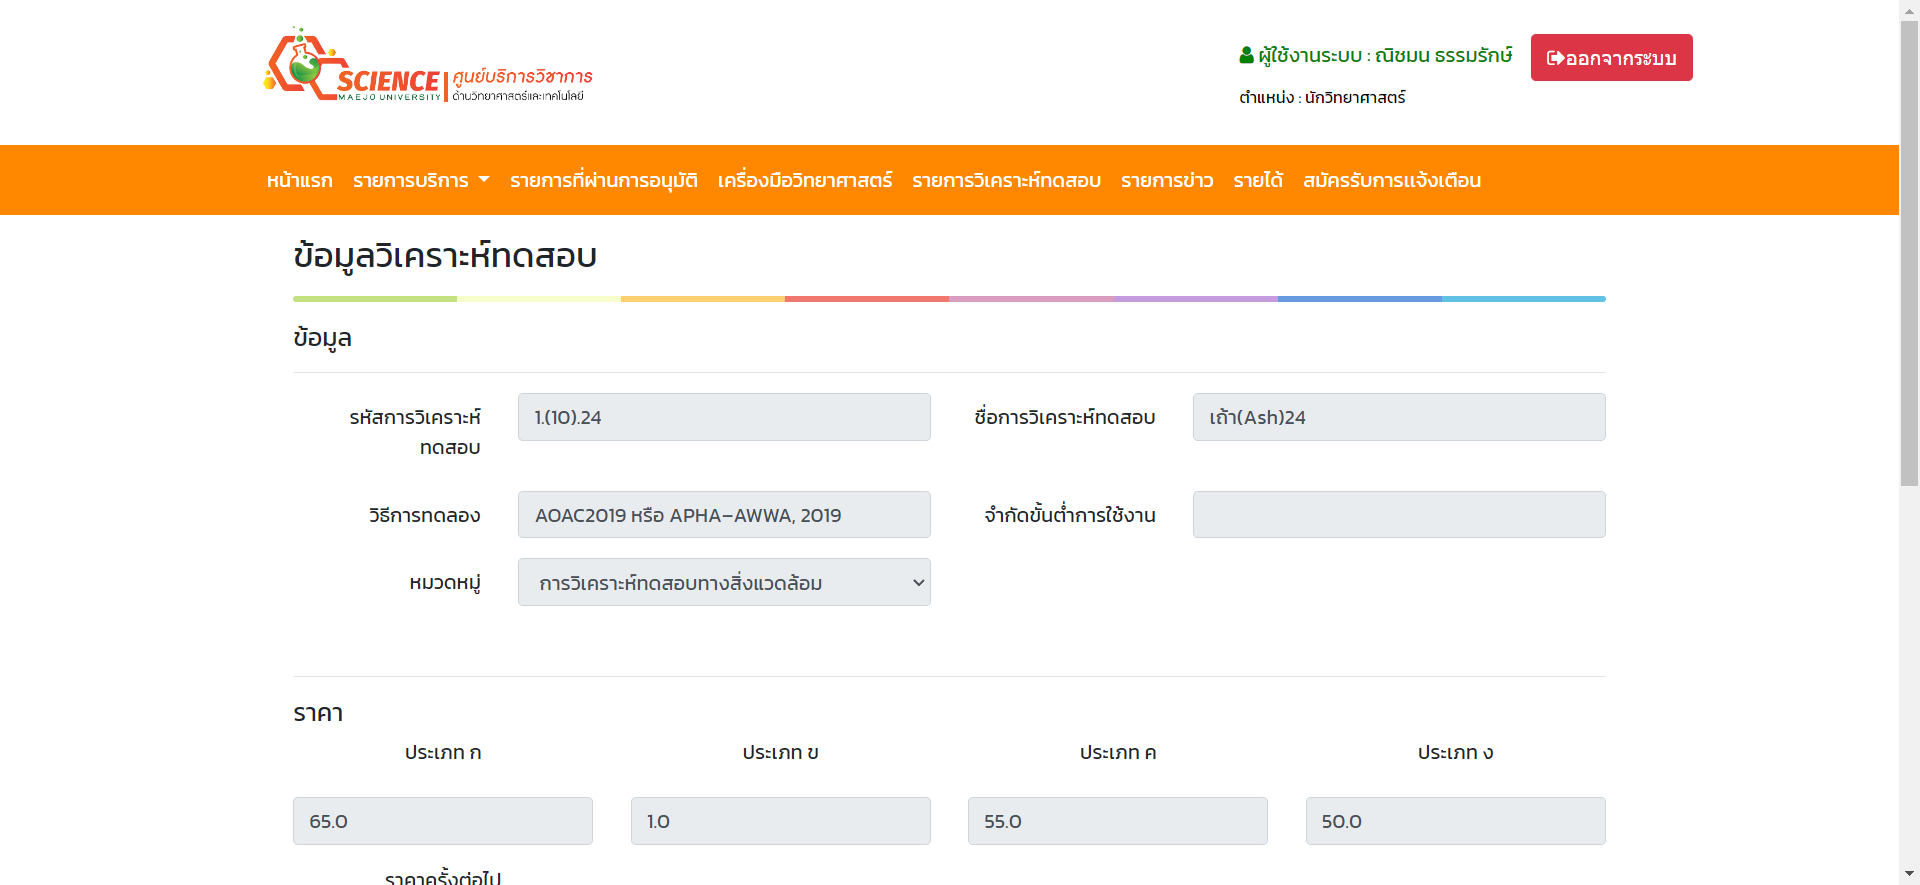 SCIENCE
MAEJO UNIVERSITY
ศูนย์บริการวิชาการ
ด้านวิทยาศาสตร์และเทคโนโลยี
ผู้ใช้งานระบบ : ณิชมน ธรรมรักษ์
ออกจากระบบ
ตำแหน่ง : นักวิทยาศาสตร์
หน้าแรก รายการบริการ รายการที่ผ่านการอนุมัติ เครื่องมือวิทยาศาสตร์ รายการวิเคราะห์ทดสอบ รายการข่าว รายได้ สมัครรับการแจ้งเตือน
ข้อมูลวิเคราะห์ทดสอบ
ข้อมูล
รหัสการวิเคราะห์
ทดสอบ
1.(10).24
ชื่อการวิเคราะห์ทดสอบ
เถ้า(Ash)24
วิธีการทดลอง
AOAC2019 หรือ APHA–AWWA, 2019
จำกัดขั้นต่ำการใช้งาน
หมวดหมู่
การวิเคราะห์ทดสอบทางสิ่งแวดล้อม
ราคา
ประเภท ก ประเภท ข ประเภท ค ประเภท ง
65.0 1.0 55.0 50.0
ราคาครั้งต่อไป